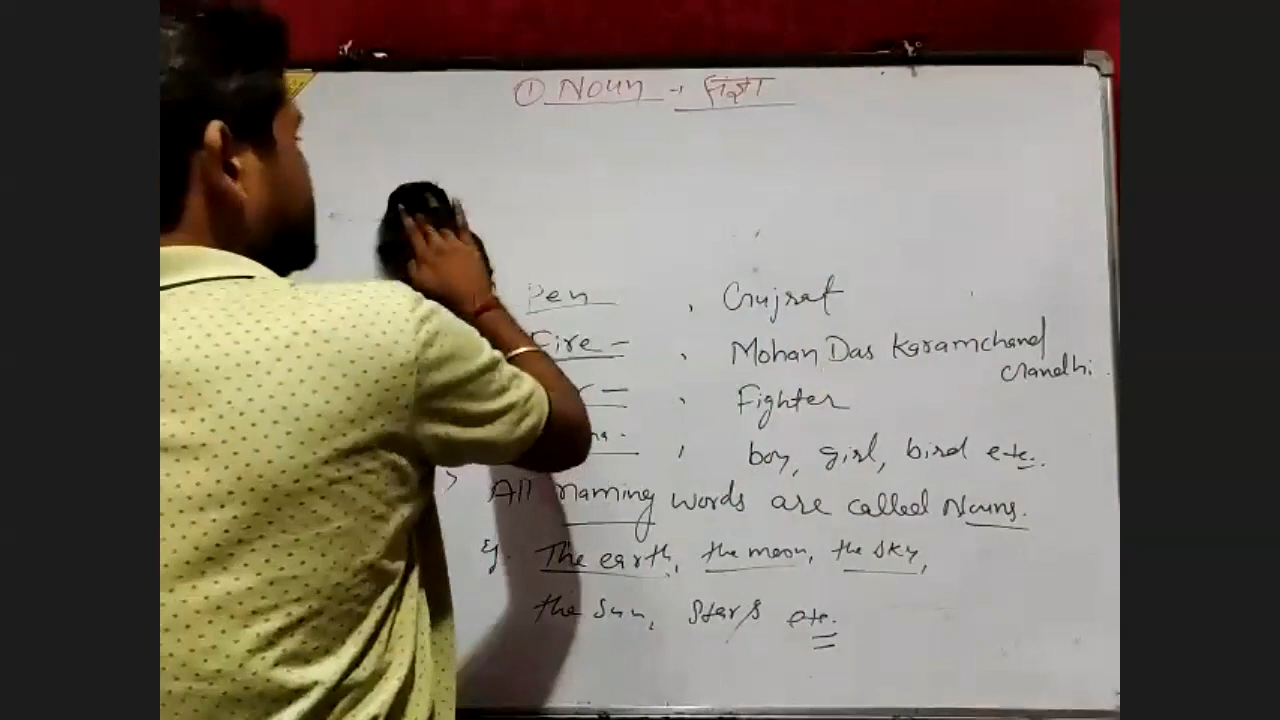 ① Noun → संज्ञा
Pen , Gujrat
Fire - , Mohan Das Karamchand
Gandhi.
, Fighter
, boy, girl, bird etc.
> All naming words are called Nouns.
Eg. The earth, the moon, the sky,
the sun, stars etc.